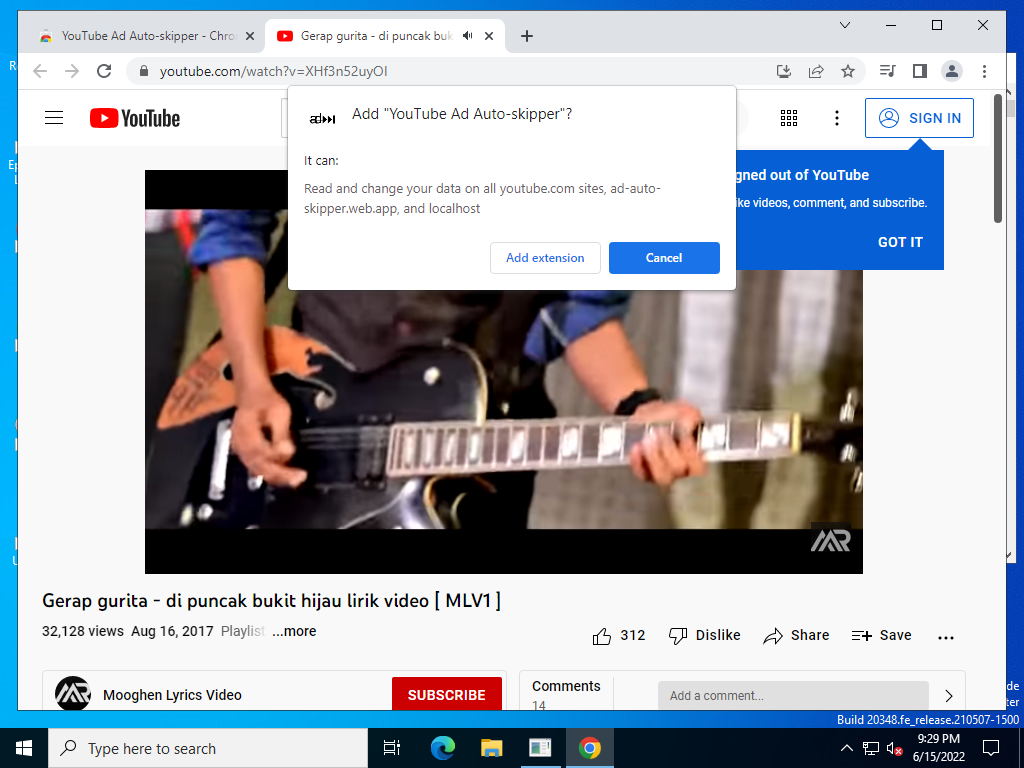 YouTube Ad Auto-skipper - Chro
Gerap gurita - di puncak buk
youtube.com/watch?v=XHf3n52uyOI
YouTube
SIGN IN
ad
Add "YouTube Ad Auto-skipper"?
It can:
Read and change your data on all youtube.com sites, ad-auto-
skipper.web.app, and localhost
Add extension
Cancel
gned out of YouTube
ike videos, comment, and subscribe.
GOT IT
MR
Gerap gurita - di puncak bukit hijau lirik video [ MLV1 ]
32,128 views Aug 16, 2017 Playlist ...more
312
Dislike
Share
Save
Mooghen Lyrics Video
SUBSCRIBE
Comments
14
Add a comment...
Build 20348.fe_release.210507-1500
Type here to search
9:29 PM
6/15/2022